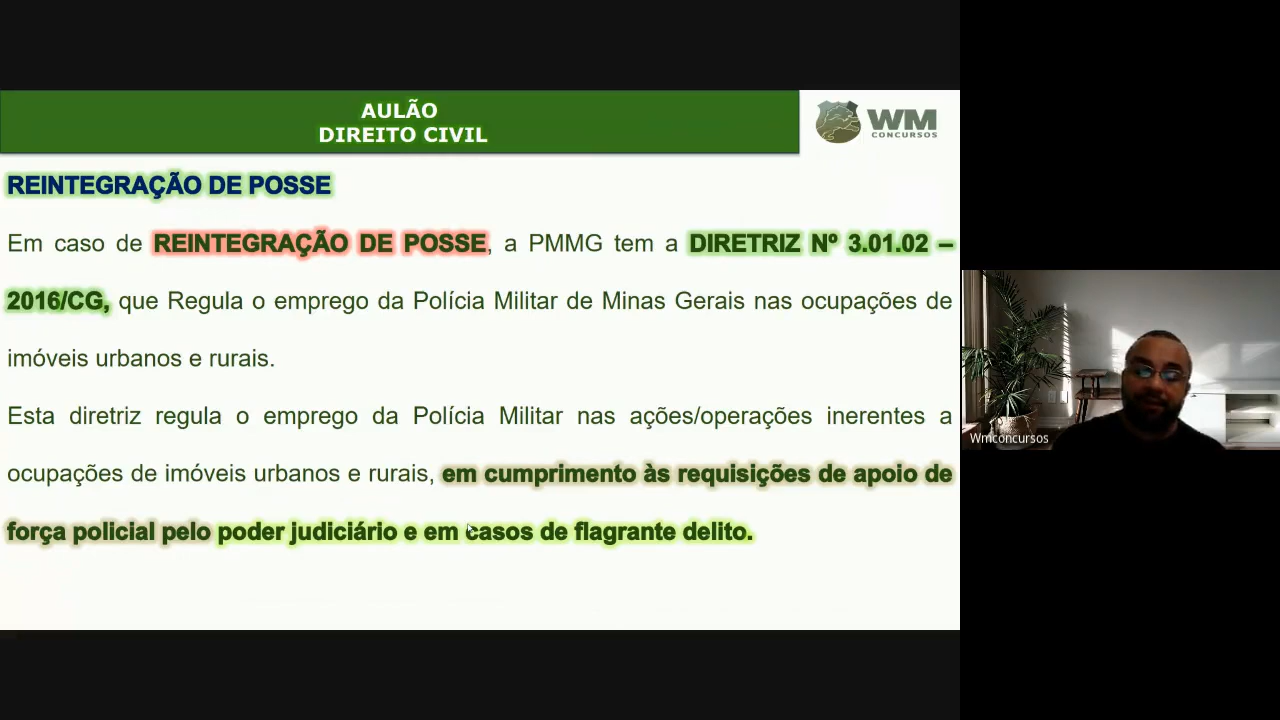 AULÃO
DIREITO CIVIL
WM
CONCURSOS
REINTEGRAÇÃO DE POSSE
Em caso de REINTEGRAÇÃO DE POSSE, a PMMG tem a DIRETRIZ Nº 3.01.02 –
2016/CG, que Regula o emprego da Polícia Militar de Minas Gerais nas ocupações de
imóveis urbanos e rurais.
Esta diretriz regula o emprego da Polícia Militar nas ações/operações inerentes a
ocupações de imóveis urbanos e rurais, em cumprimento às requisições de apoio de
força policial pelo poder judiciário e em casos de flagrante delito.
Wmconcursos